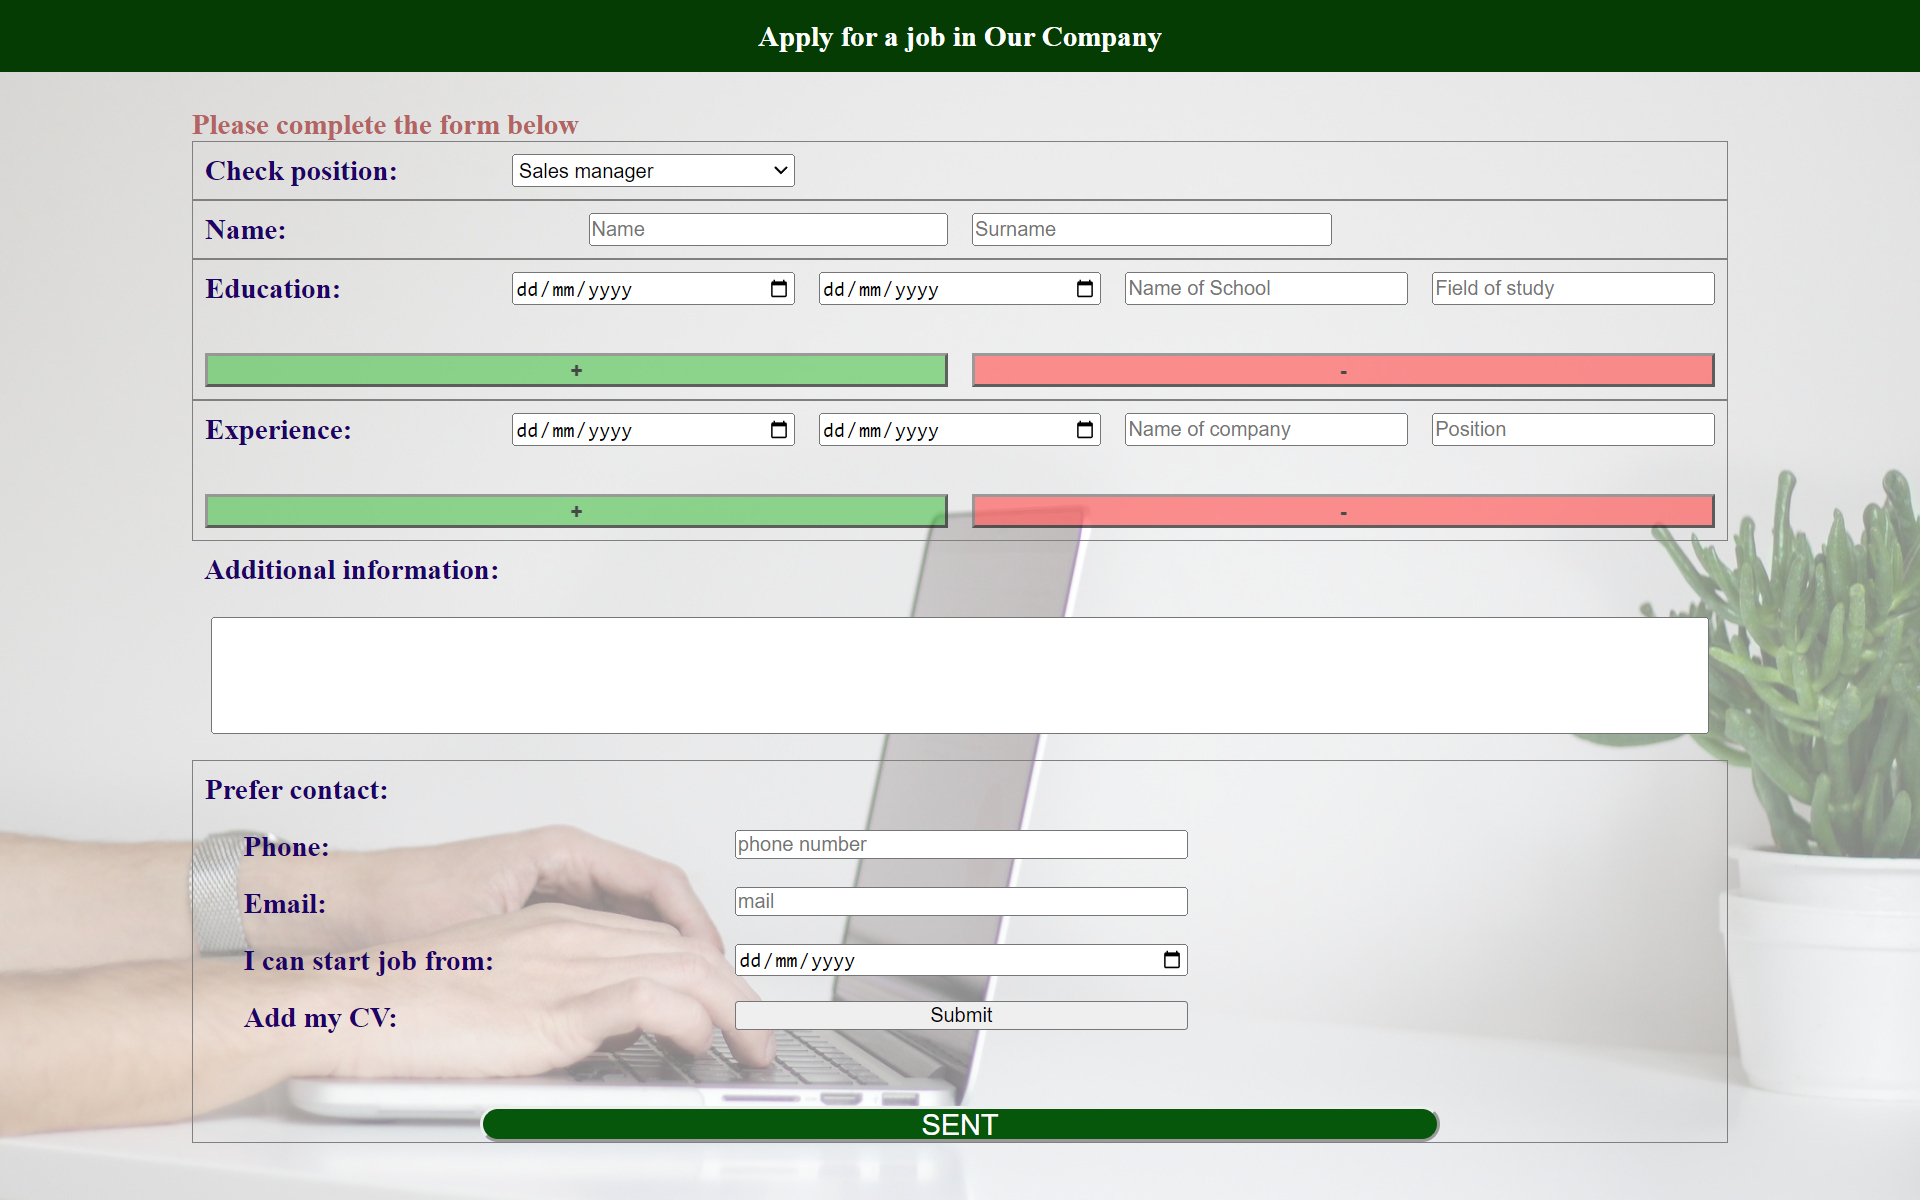 Apply for a job in Our Company
Please complete the form below
Check position: Sales manager
Name: Name Surname
Education: dd/mm/yyyy dd/mm/yyyy Name of School Field of study
+ -
Experience: dd/mm/yyyy dd/mm/yyyy Name of company Position
+ -
Additional information:
Prefer contact:
Phone: phone number
Email: mail
I can start job from: dd/mm/yyyy
Add my CV: Submit
SENT